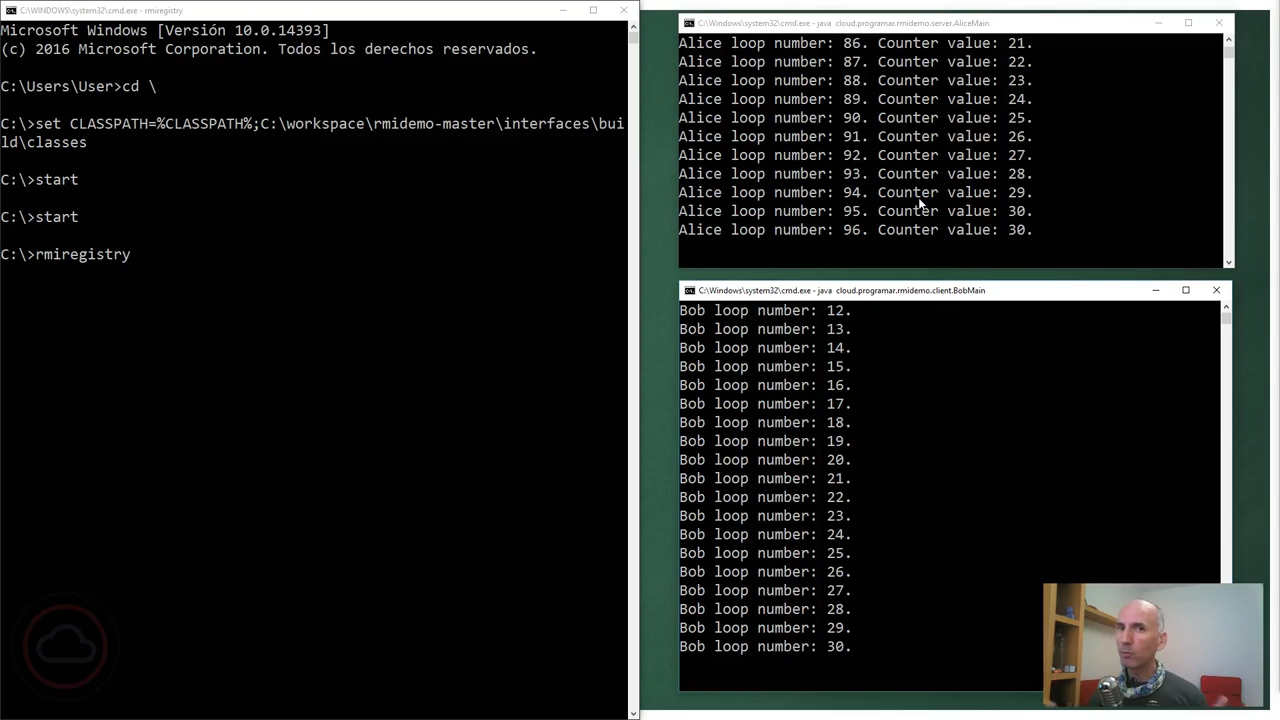 C:\WINDOWS\system32\cmd.exe - rmiregistry
Microsoft Windows [Versión 10.0.14393]
(c) 2016 Microsoft Corporation. Todos los derechos reservados.
C:\Users\User>cd \
C:\>set CLASSPATH=%CLASSPATH%;C:\workspace\rmidemo-master\interfaces\bui
ld\classes
C:\>start
C:\>start
C:\>rmiregistry
C:\Windows\system32\cmd.exe - java  cloud.programar.rmidemo.server.AliceMain
Alice loop number: 86. Counter value: 21.
Alice loop number: 87. Counter value: 22.
Alice loop number: 88. Counter value: 23.
Alice loop number: 89. Counter value: 24.
Alice loop number: 90. Counter value: 25.
Alice loop number: 91. Counter value: 26.
Alice loop number: 92. Counter value: 27.
Alice loop number: 93. Counter value: 28.
Alice loop number: 94. Counter value: 29.
Alice loop number: 95. Counter value: 30.
Alice loop number: 96. Counter value: 30.
C:\Windows\system32\cmd.exe - java  cloud.programar.rmidemo.client.BobMain
Bob loop number: 12.
Bob loop number: 13.
Bob loop number: 14.
Bob loop number: 15.
Bob loop number: 16.
Bob loop number: 17.
Bob loop number: 18.
Bob loop number: 19.
Bob loop number: 20.
Bob loop number: 21.
Bob loop number: 22.
Bob loop number: 23.
Bob loop number: 24.
Bob loop number: 25.
Bob loop number: 26.
Bob loop number: 27.
Bob loop number: 28.
Bob loop number: 29.
Bob loop number: 30.